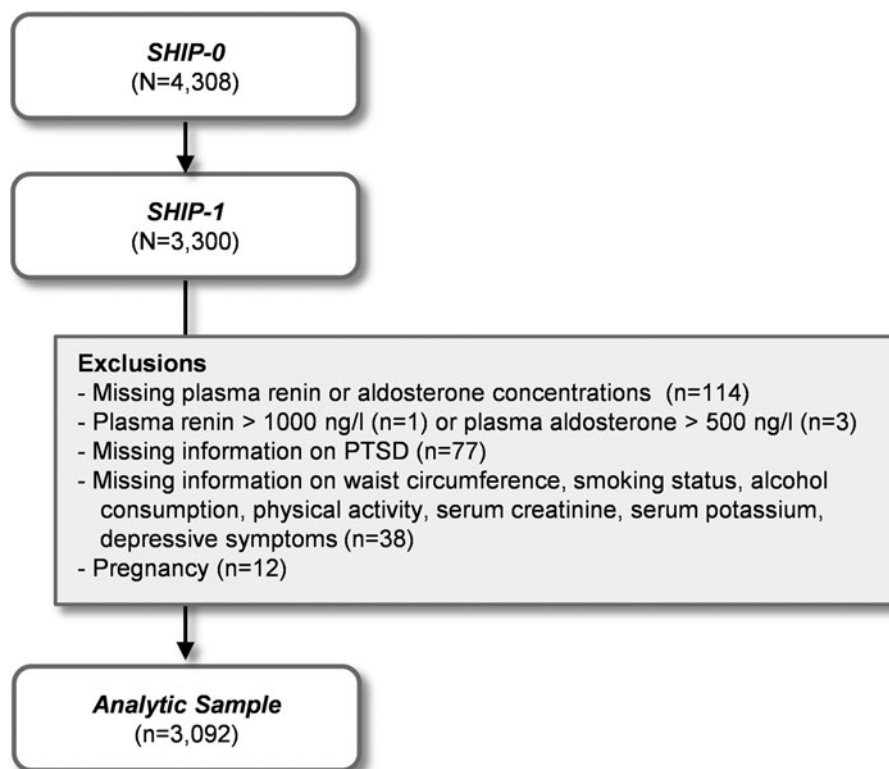 SHIP-0
(N=4,308)
SHIP-1
(N=3,300)
Exclusions
- Missing plasma renin or aldosterone concentrations (n=114)
- Plasma renin > 1000 ng/l (n=1) or plasma aldosterone > 500 ng/l (n=3)
- Missing information on PTSD (n=77)
- Missing information on waist circumference, smoking status, alcohol
consumption, physical activity, serum creatinine, serum potassium,
depressive symptoms (n=38)
- Pregnancy (n=12)
Analytic Sample
(n=3,092)